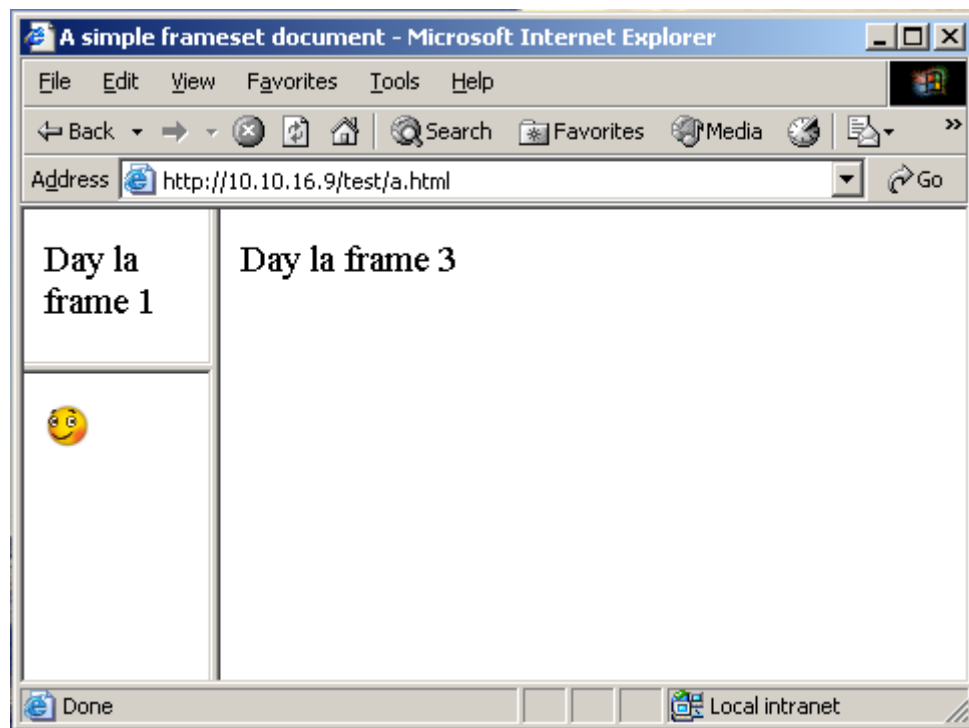 A simple frameset document - Microsoft Internet Explorer
File Edit View Favorites Tools Help
Back Search Favorites Media »
Address http://10.10.16.9/test/a.html Go
Day la
frame 1
Day la frame 3
Done Local intranet